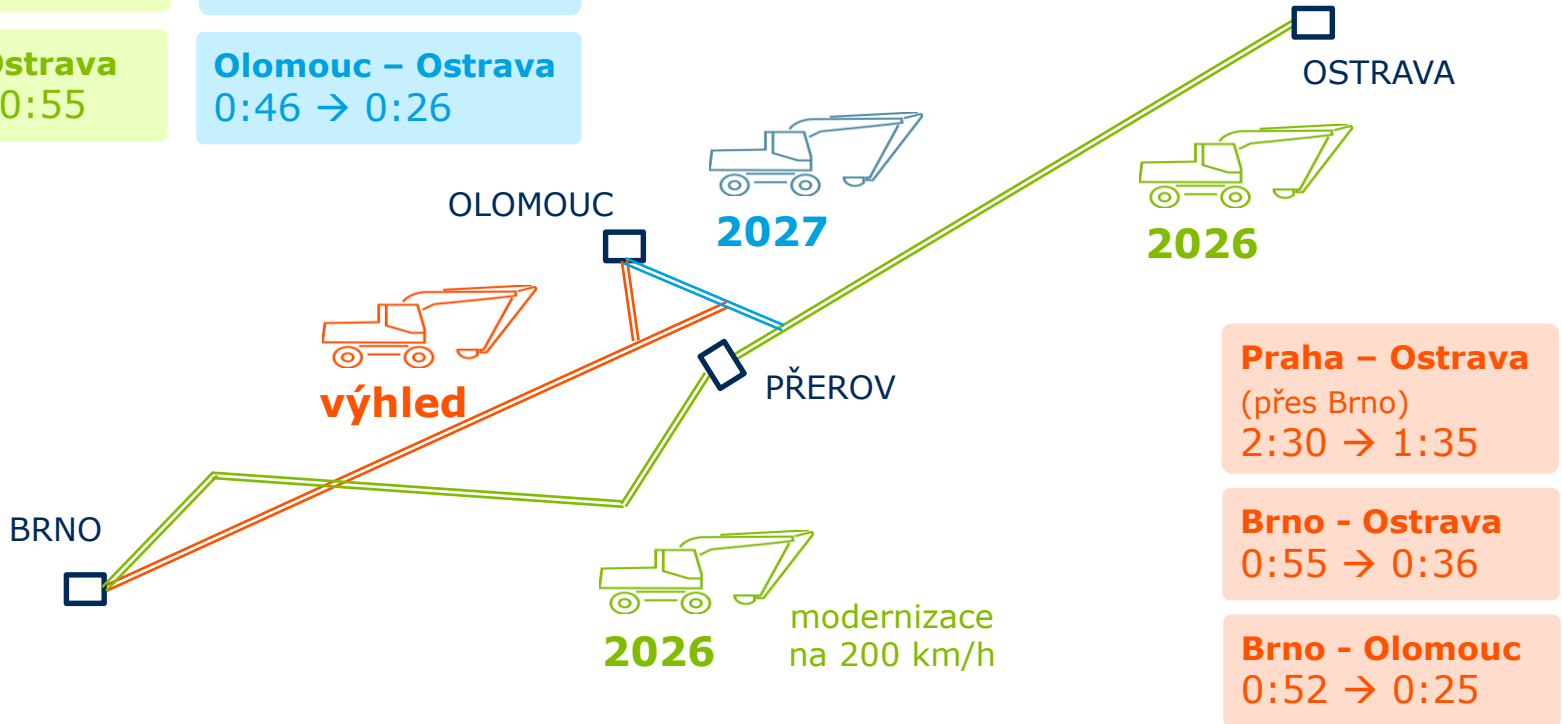 Ostrava
0:55
Olomouc – Ostrava
0:46 → 0:26
OSTRAVA
OLOMOUC
2027
2026
výhled
PŘEROV
Praha – Ostrava
(přes Brno)
2:30 → 1:35
BRNO
Brno - Ostrava
0:55 → 0:36
2026
modernizace
na 200 km/h
Brno - Olomouc
0:52 → 0:25